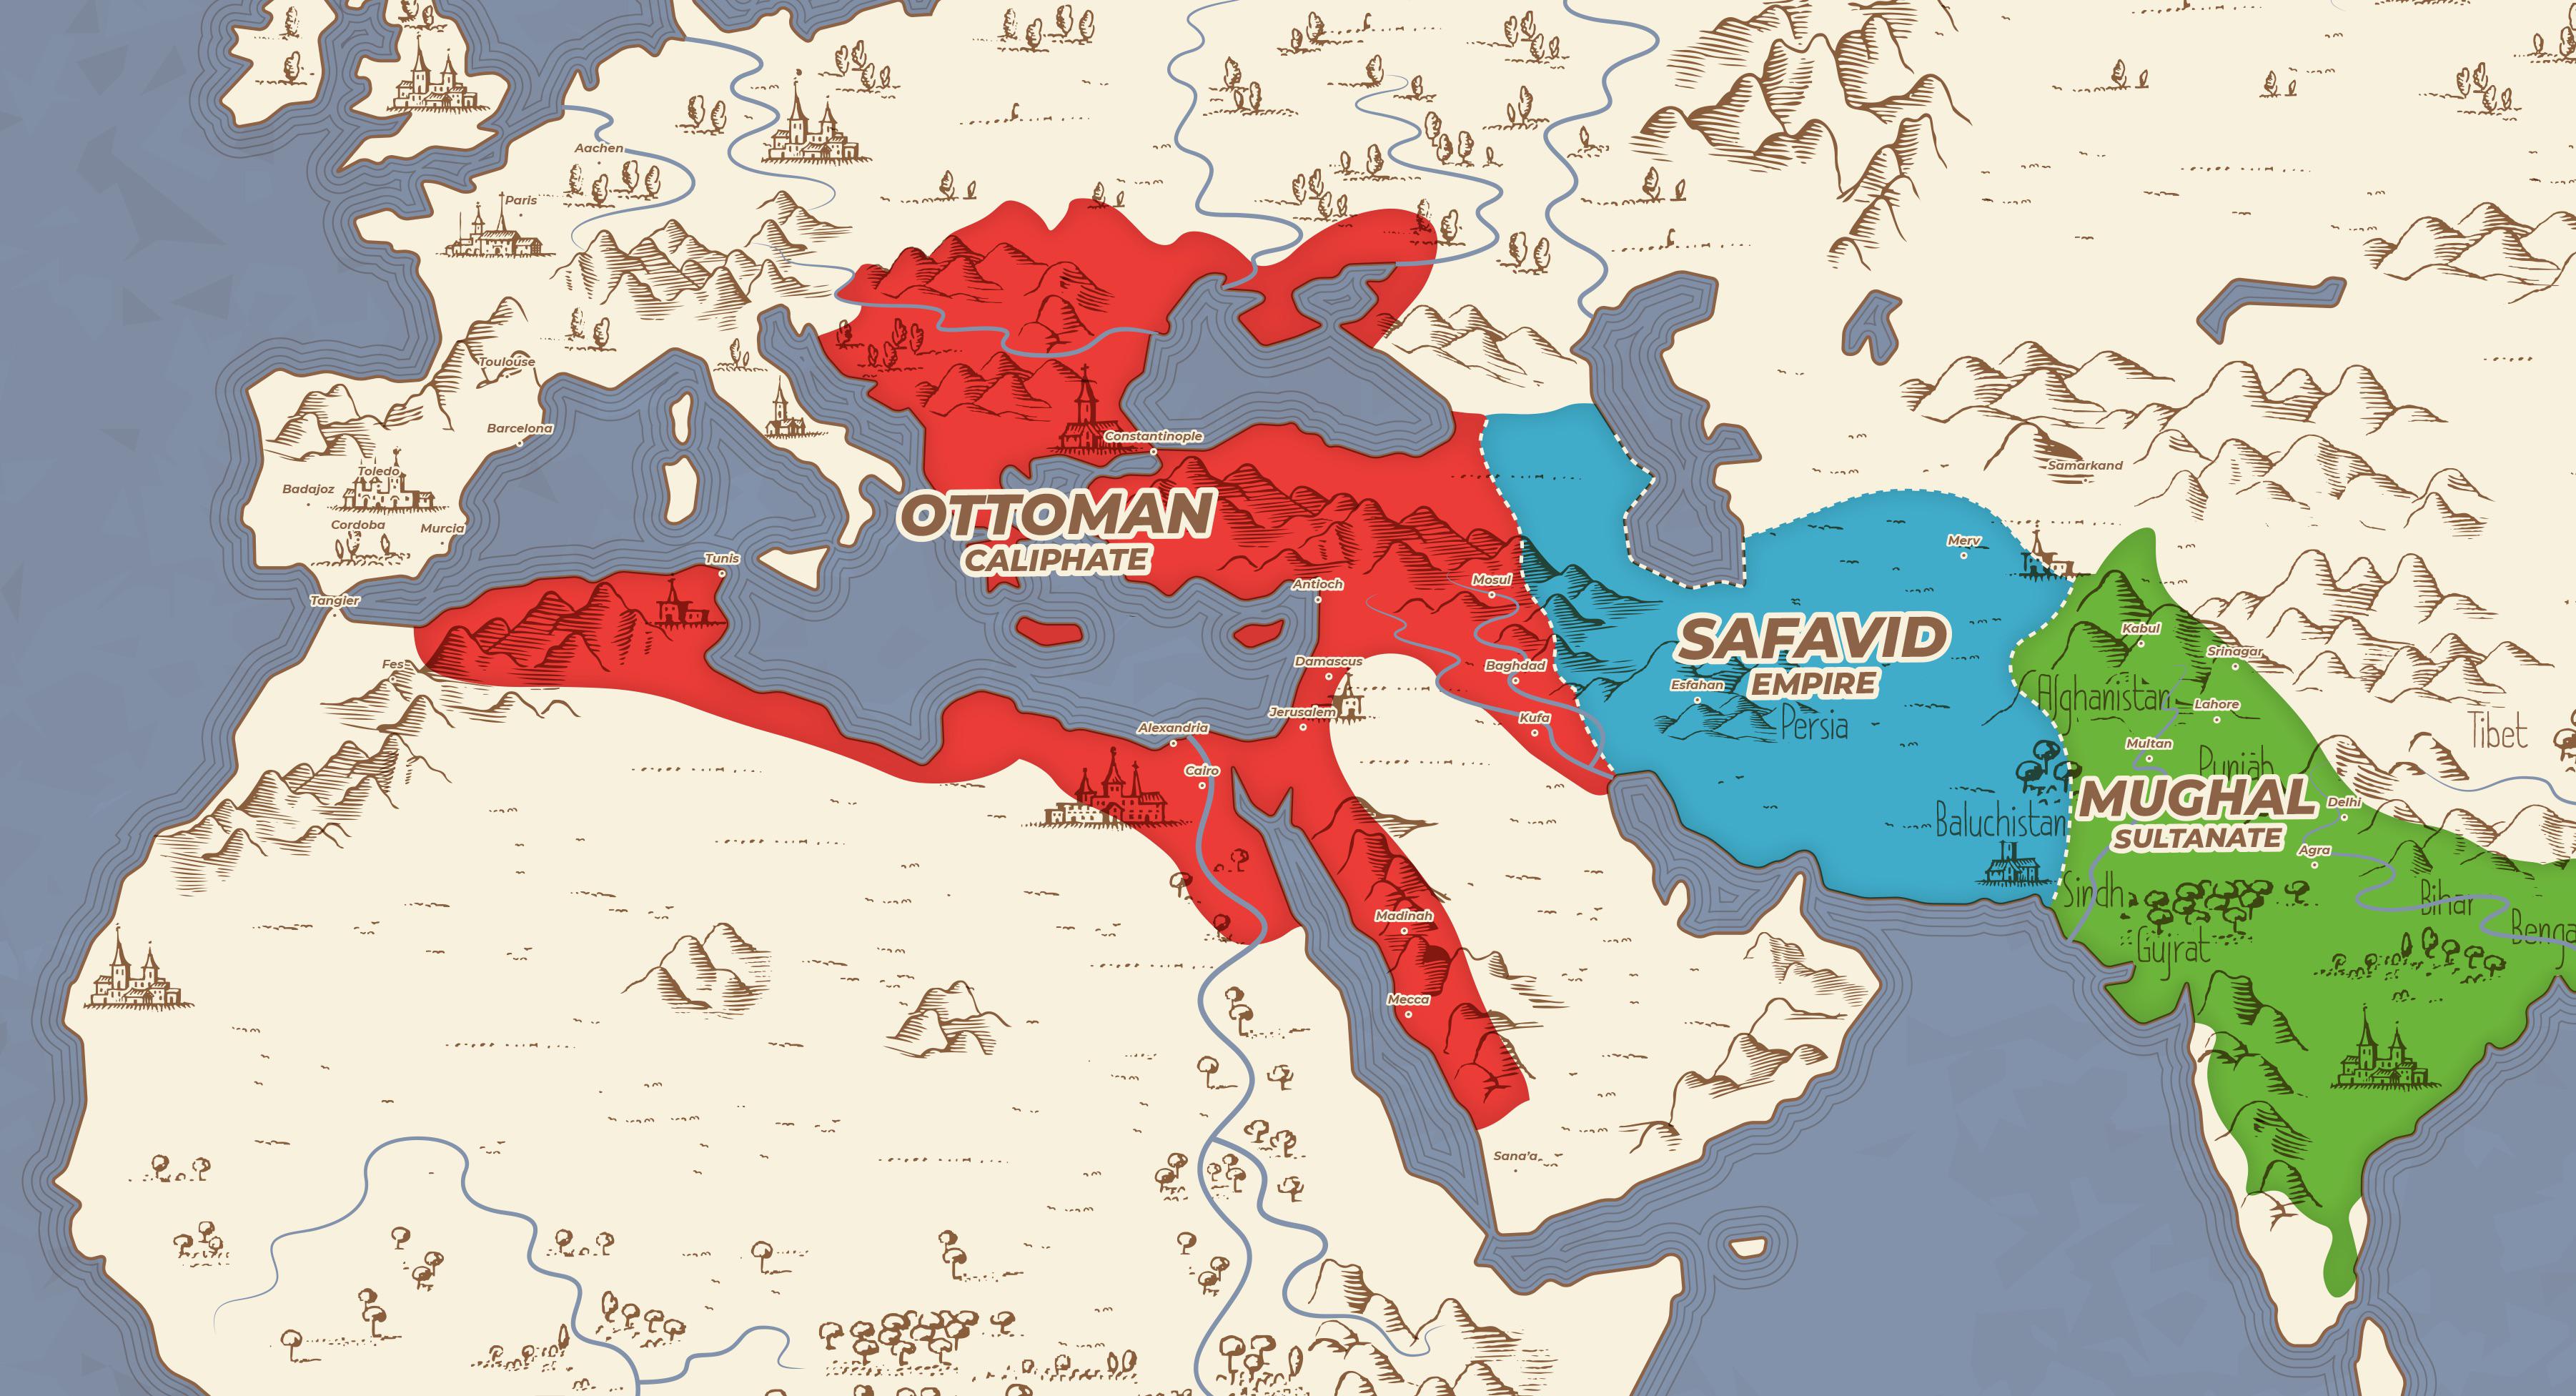 Aachen
Paris
Toulouse
Barcelona
Toledo
Badajoz
Cordoba
Murcia
Tangier
Fes
Tunis
Constantinople
OTTOMAN
CALIPHATE
Antioch
Mosul
Damascus
Baghdad
Jerusalem
Kufa
Alexandria
Cairo
Madinah
Mecca
Sana'a
Samarkand
Merv
SAFAVID
EMPIRE
Esfahan
Persia
Baluchistan
Kabul
Srinagar
Afghanistan
Lahore
Tibet
Multan
Punjab
MUGHAL
SULTANATE
Delhi
Agra
Sindh
Bihar
Gujrat
Benga